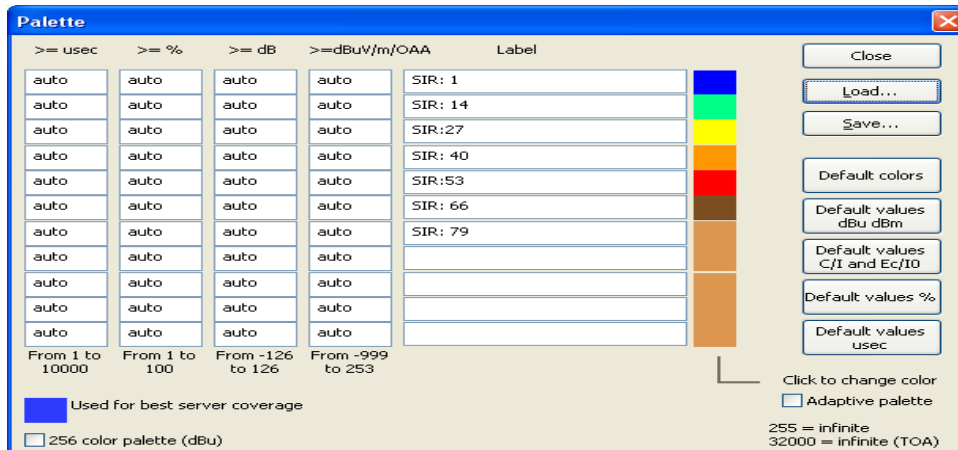 Palette
>= usec >= % >= dB >=dBuV/m/OAA Label
Close
auto auto auto auto SIR: 1
Load...
auto auto auto auto SIR: 14
Save...
auto auto auto auto SIR:27
auto auto auto auto SIR: 40
Default colors
auto auto auto auto SIR:53
auto auto auto auto SIR: 66
Default values
dBu dBm
auto auto auto auto SIR: 79
Default values
C/I and Ec/I0
auto auto auto auto
auto auto auto auto
Default values %
auto auto auto auto
auto auto auto auto
Default values
usec
From 1 to From 1 to From -126 From -999
10000 100 to 126 to 253
Click to change color
Used for best server coverage
Adaptive palette
256 color palette (dBu)
255 = infinite
32000 = infinite (TOA)